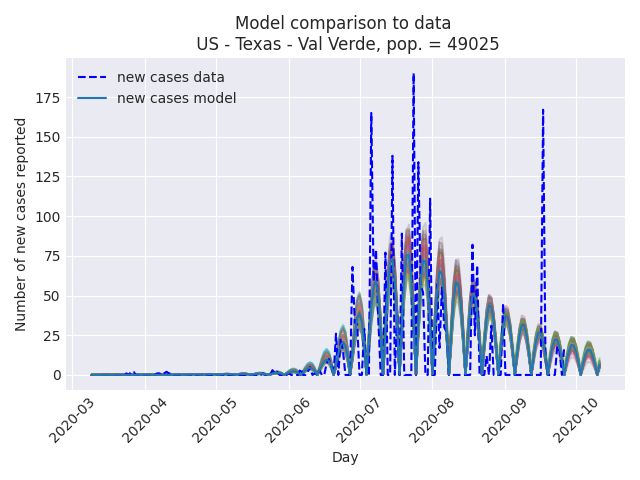 Model comparison to data
US - Texas - Val Verde, pop. = 49025
new cases data
new cases model
Number of new cases reported
175
150
125
100
75
50
25
0
2020-03
2020-04
2020-05
2020-06
2020-07
2020-08
2020-09
2020-10
Day